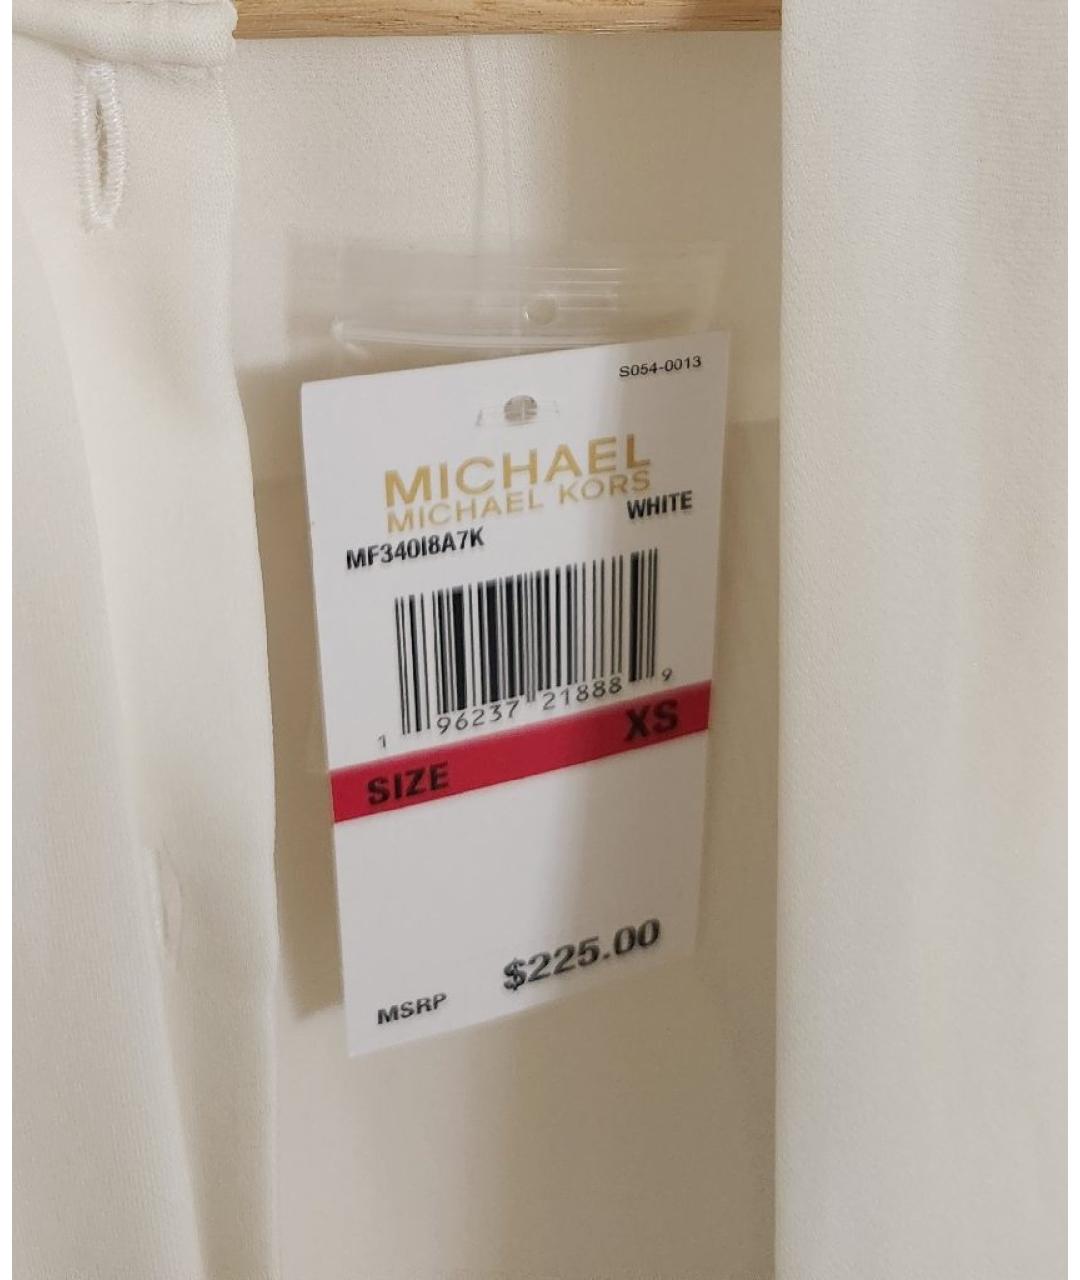 S054-0013
MICHAEL
MICHAEL KORS
WHITE
MF340I8A7K
1 96237 21888 9
SIZE XS
MSRP $225.00